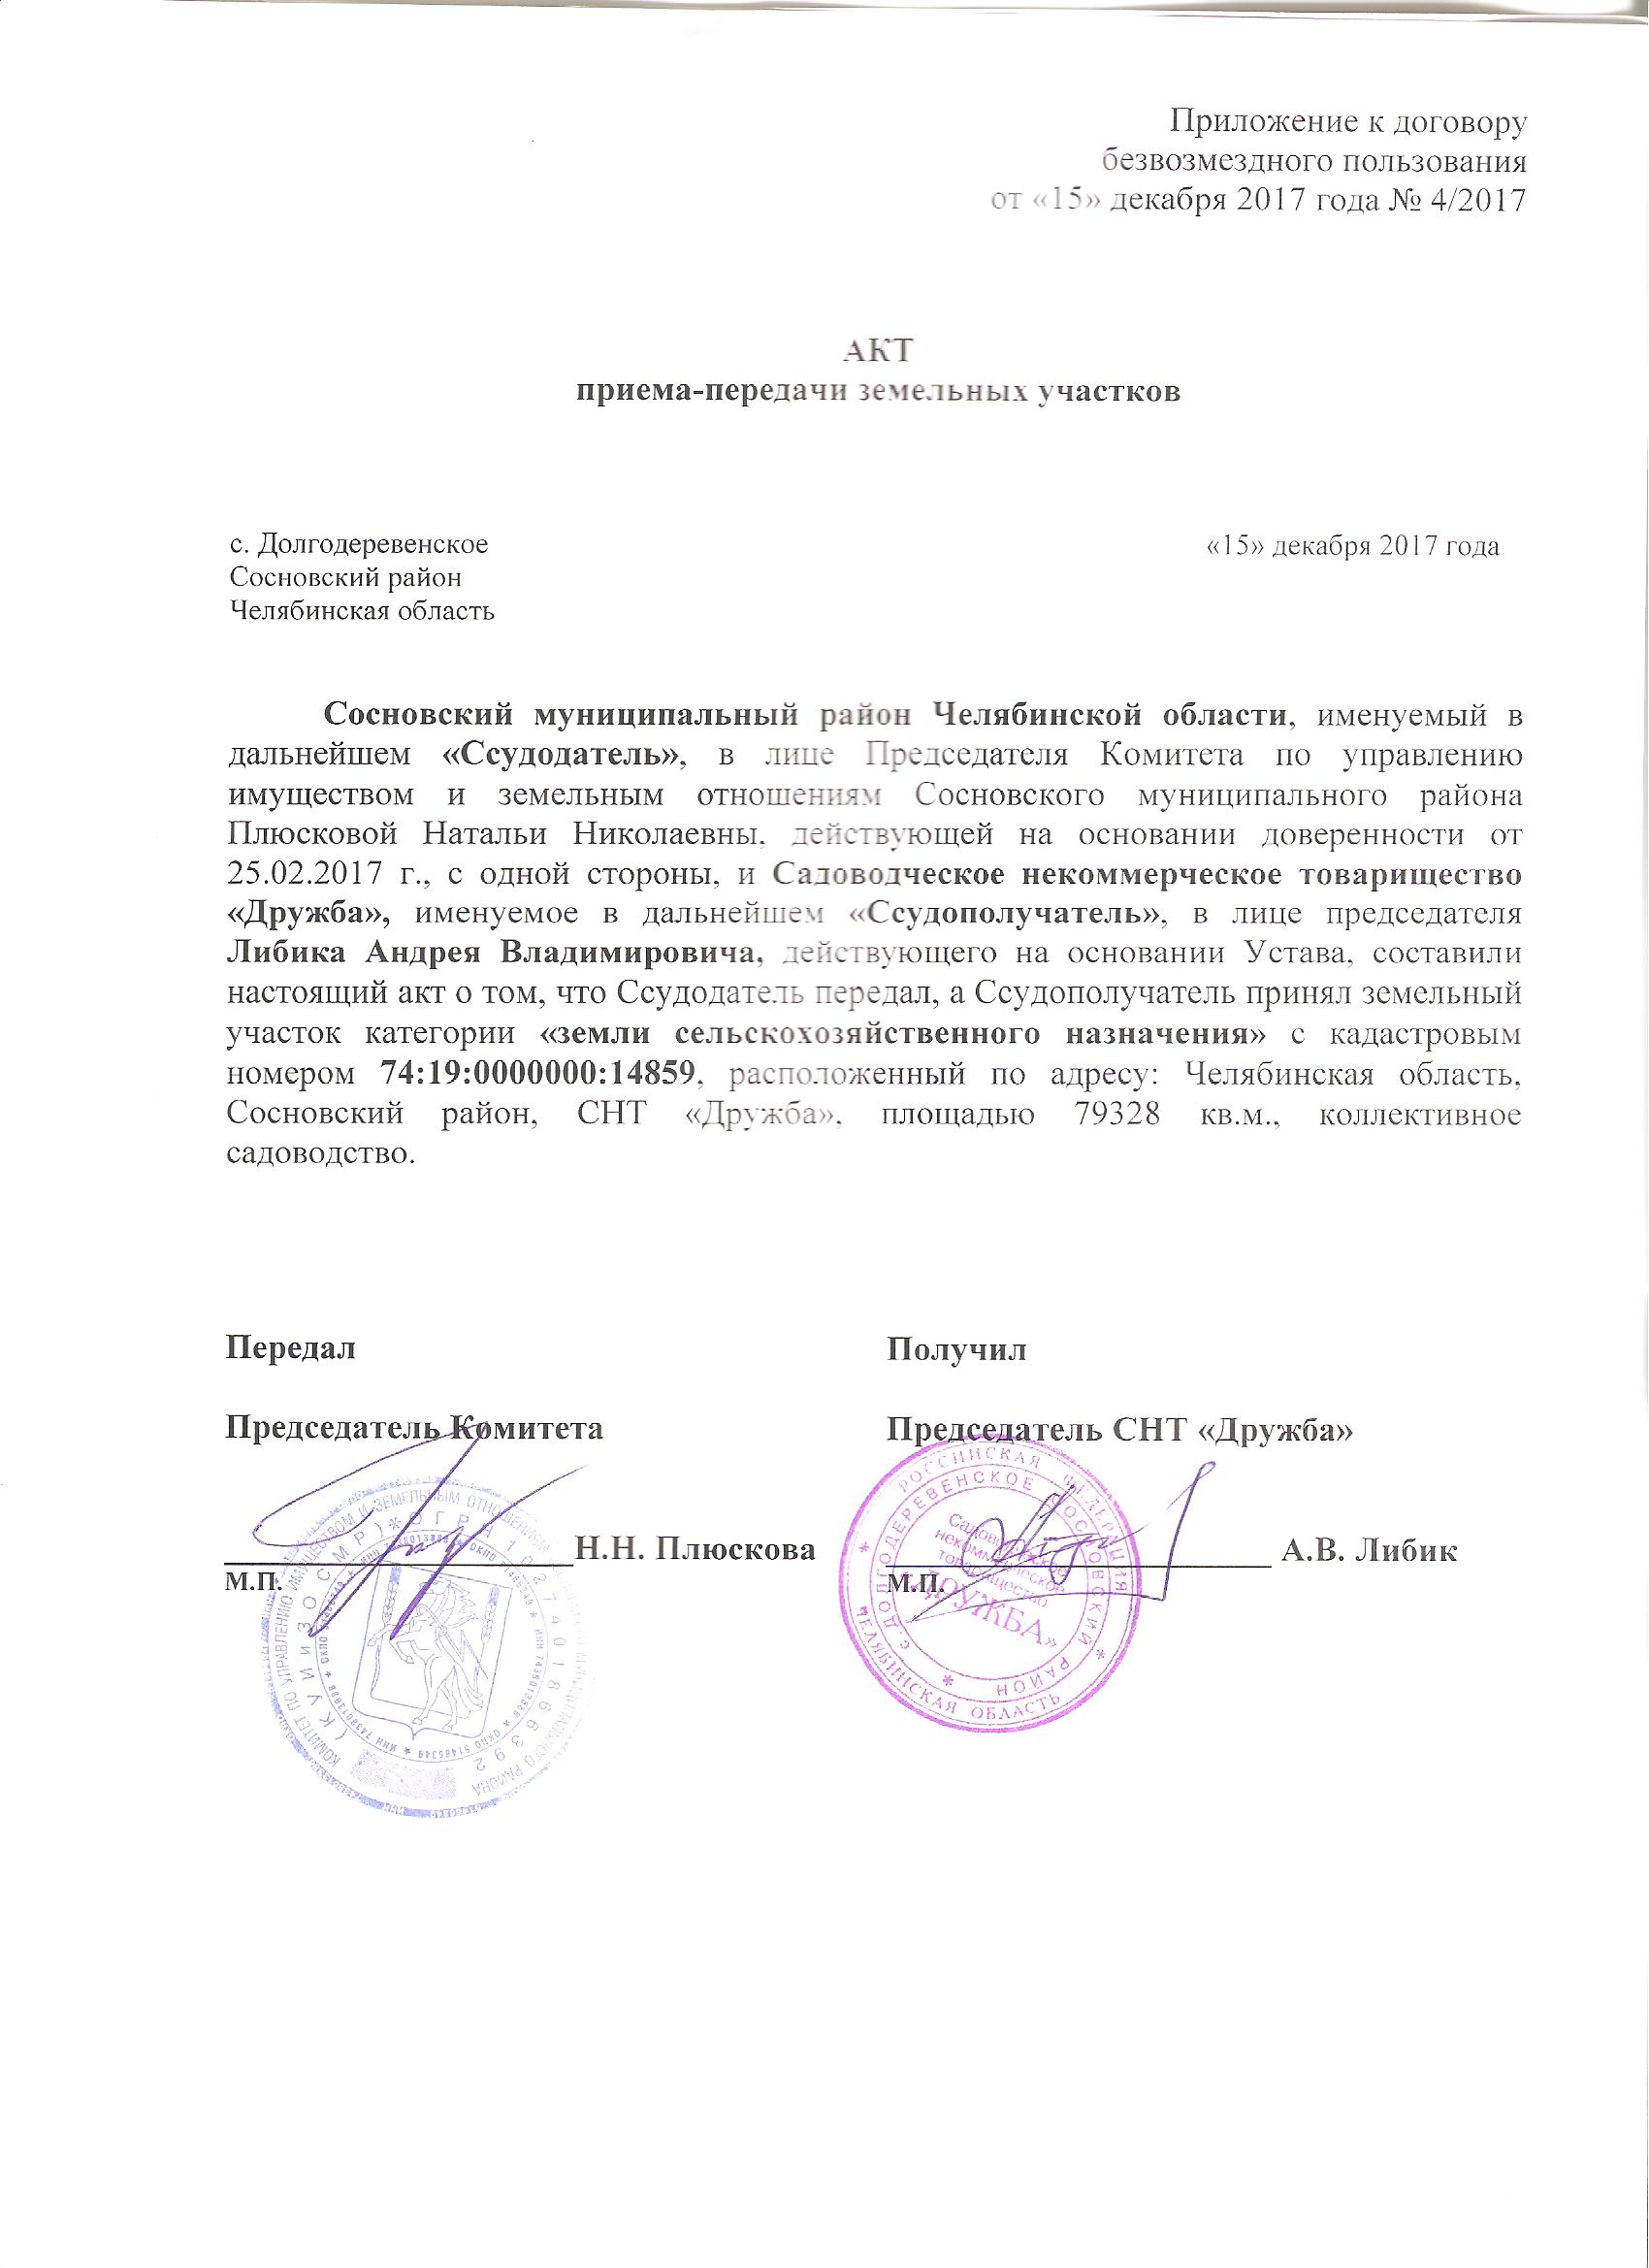 Приложение к договору
безвозмездного пользования
от «15» декабря 2017 года № 4/2017
АКТ
приема-передачи земельных участков
с. Долгодеревенское «15» декабря 2017 года
Сосновский район
Челябинская область
Сосновский муниципальный район Челябинской области, именуемый в
дальнейшем «Ссудодатель», в лице Председателя Комитета по управлению
имуществом и земельным отношениям Сосновского муниципального района
Плюсковой Натальи Николаевны, действующей на основании доверенности от
25.02.2017 г., с одной стороны, и Садоводческое некоммерческое товарищество
«Дружба», именуемое в дальнейшем «Ссудополучатель», в лице председателя
Либика Андрея Владимировича, действующего на основании Устава, составили
настоящий акт о том, что Ссудодатель передал, а Ссудополучатель принял земельный
участок категории «земли сельскохозяйственного назначения» с кадастровым
номером 74:19:0000000:14859, расположенный по адресу: Челябинская область,
Сосновский район, СНТ «Дружба», площадью 79328 кв.м., коллективное
садоводство.
Передал Получил
Председатель Комитета Председатель СНТ «Дружба»
Н.Н. Плюскова А.В. Либик
М.П. М.П.
КОМИТЕТ ПО УПРАВЛЕНИЮ ИМУЩЕСТВОМ И ЗЕМЕЛЬНЫМ ОТНОШЕНИЯМ МУНИЦИПАЛЬНОГО РАЙОНА
(КУИиЗО СМР) * ОГРН 1027401866392
* ИНН 7438013888 * ОКПО 51486349
РОССИЙСКАЯ ФЕДЕРАЦИЯ * ЧЕЛЯБИНСКАЯ ОБЛАСТЬ *
с. ДОЛГОДЕРЕВЕНСКОЕ СОСНОВСКИЙ РАЙОН *
Садоводческое
некоммерческое
товарищество
«ДРУЖБА»